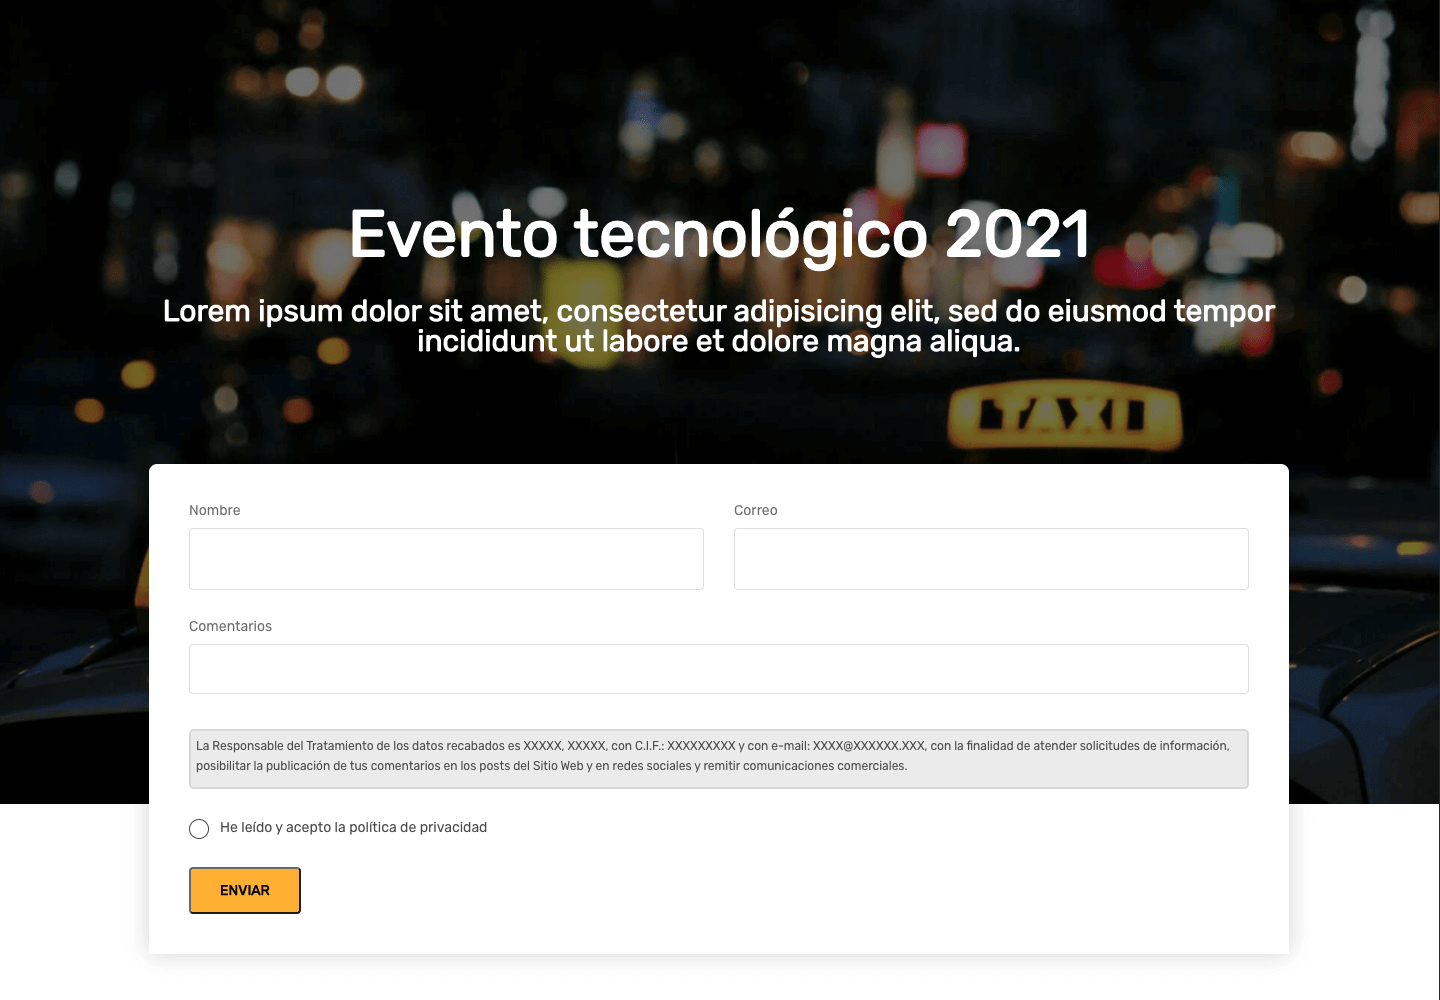 Evento tecnológico 2021
Lorem ipsum dolor sit amet, consectetur adipisicing elit, sed do eiusmod tempor
incididunt ut labore et dolore magna aliqua.
TAXI
Nombre
Correo
Comentarios
La Responsable del Tratamiento de los datos recabados es XXXXX, XXXXX, con C.I.F.: XXXXXXXXX y con e-mail: XXXX@XXXXXX.XXX, con la finalidad de atender solicitudes de información,
posibilitar la publicación de tus comentarios en los posts del Sitio Web y en redes sociales y remitir comunicaciones comerciales.
He leído y acepto la política de privacidad
ENVIAR